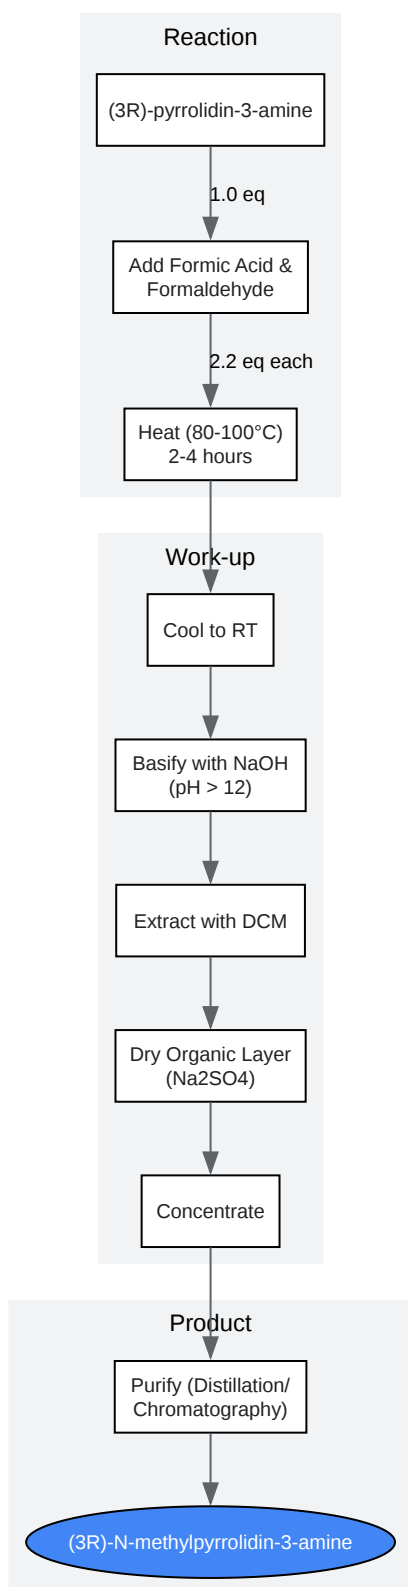 Reaction
(3R)-pyrrolidin-3-amine
1.0 eq
Add Formic Acid &
Formaldehyde
2.2 eq each
Heat (80-100°C)
2-4 hours
Work-up
Cool to RT
Basify with NaOH
(pH > 12)
Extract with DCM
Dry Organic Layer
(Na2SO4)
Concentrate
Product
Purify (Distillation/
Chromatography)
(3R)-N-methylpyrrolidin-3-amine